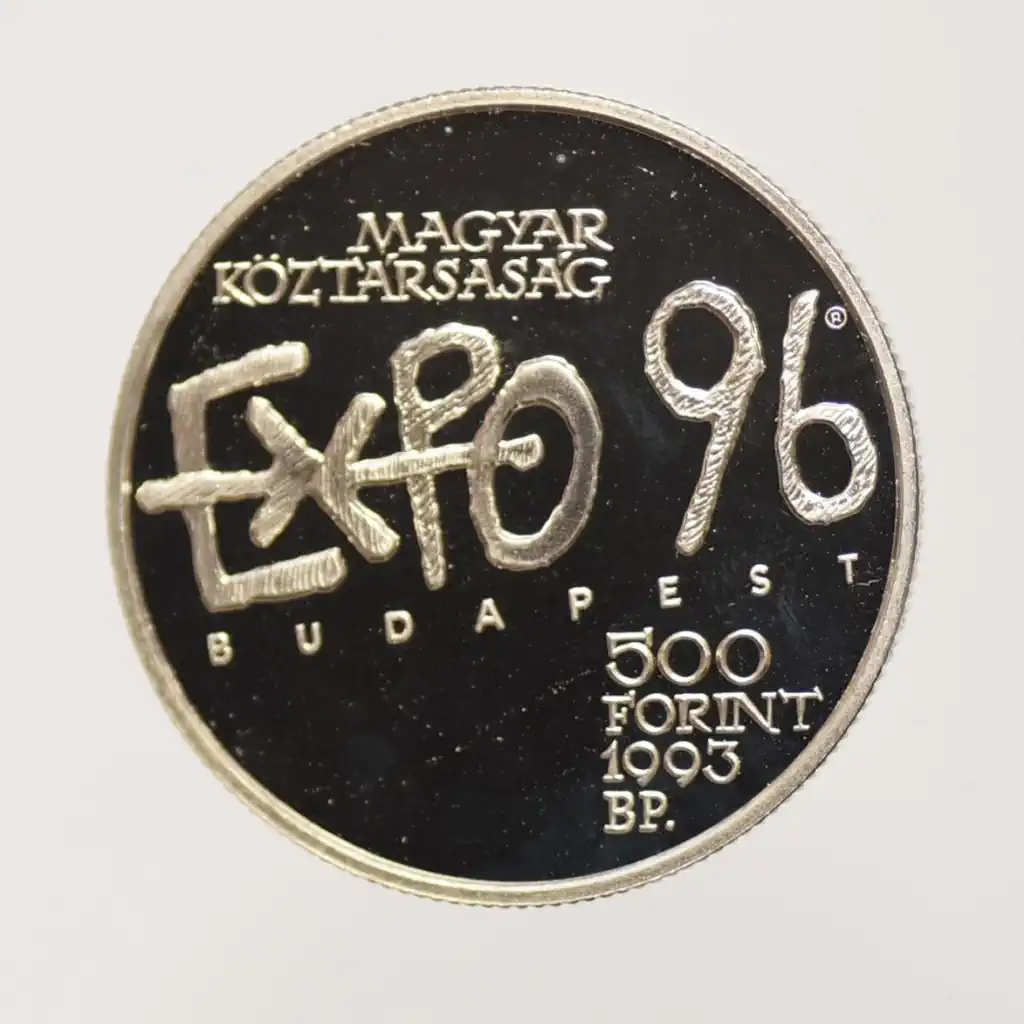 MAGYAR
KÖZTÁRSASÁG
EXPO 96®
BUDAPEST
500
FORINT
1993
BP.